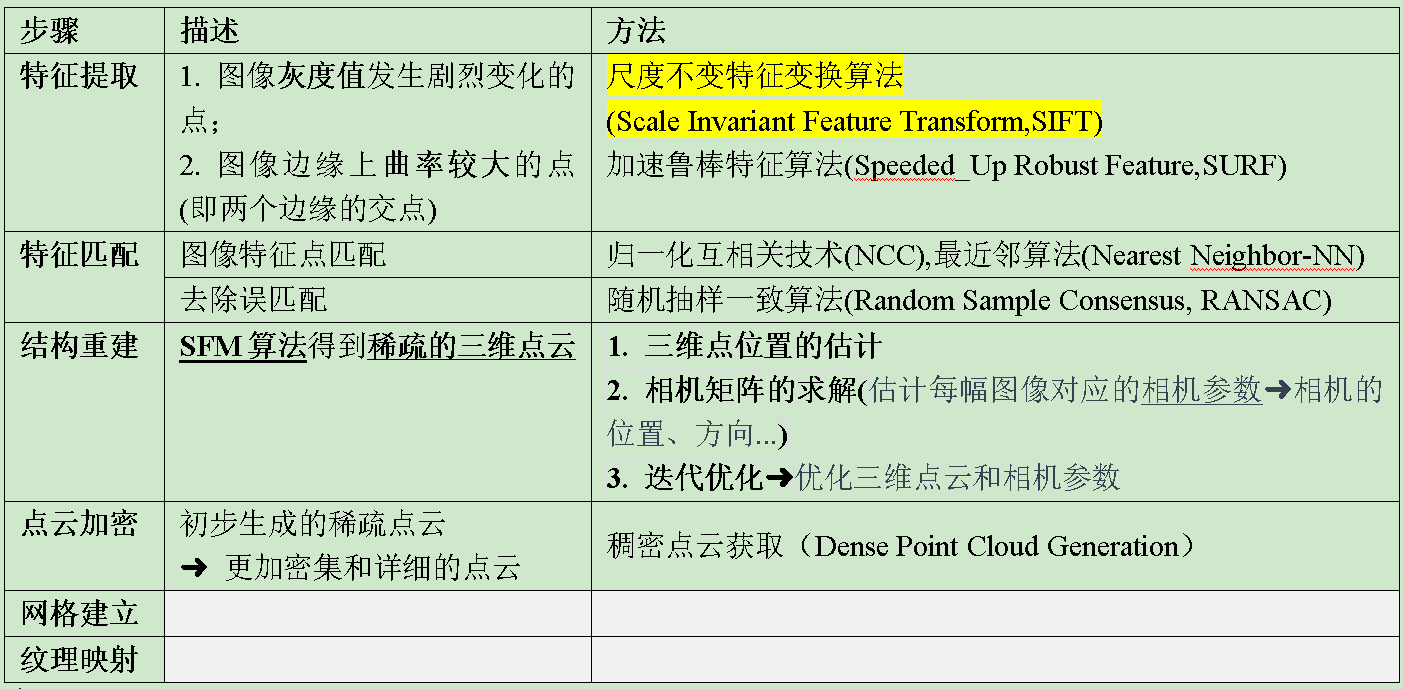 步骤
描述
方法
特征提取
1. 图像灰度值发生剧烈变化的
点；
2. 图像边缘上曲率较大的点
(即两个边缘的交点)
尺度不变特征变换算法
(Scale Invariant Feature Transform,SIFT)
加速鲁棒特征算法(Speeded_Up Robust Feature,SURF)
特征匹配
图像特征点匹配
归一化互相关技术(NCC),最近邻算法(Nearest Neighbor-NN)
去除误匹配
随机抽样一致算法(Random Sample Consensus, RANSAC)
结构重建
SFM 算法得到稀疏的三维点云
1. 三维点位置的估计
2. 相机矩阵的求解(估计每幅图像对应的相机参数➜相机的
位置、方向...)
3. 迭代优化➜优化三维点云和相机参数
点云加密
初步生成的稀疏点云
➜ 更加密集和详细的点云
稠密点云获取（Dense Point Cloud Generation）
网格建立
纹理映射